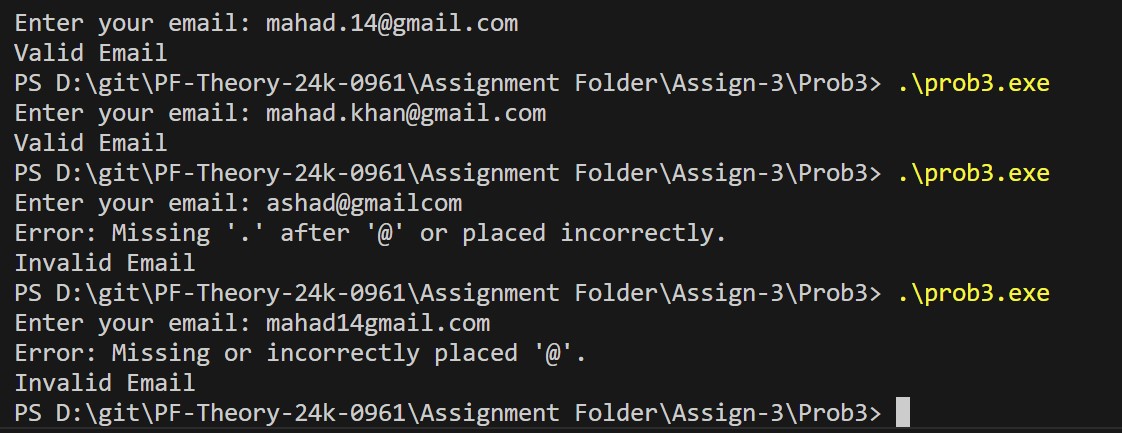 Enter your email: mahad.14@gmail.com
Valid Email
PS D:\git\PF-Theory-24k-0961\Assignment Folder\Assign-3\Prob3> .\prob3.exe
Enter your email: mahad.khan@gmail.com
Valid Email
PS D:\git\PF-Theory-24k-0961\Assignment Folder\Assign-3\Prob3> .\prob3.exe
Enter your email: ashad@gmailcom
Error: Missing '.' after '@' or placed incorrectly.
Invalid Email
PS D:\git\PF-Theory-24k-0961\Assignment Folder\Assign-3\Prob3> .\prob3.exe
Enter your email: mahad14gmail.com
Error: Missing or incorrectly placed '@'.
Invalid Email
PS D:\git\PF-Theory-24k-0961\Assignment Folder\Assign-3\Prob3>